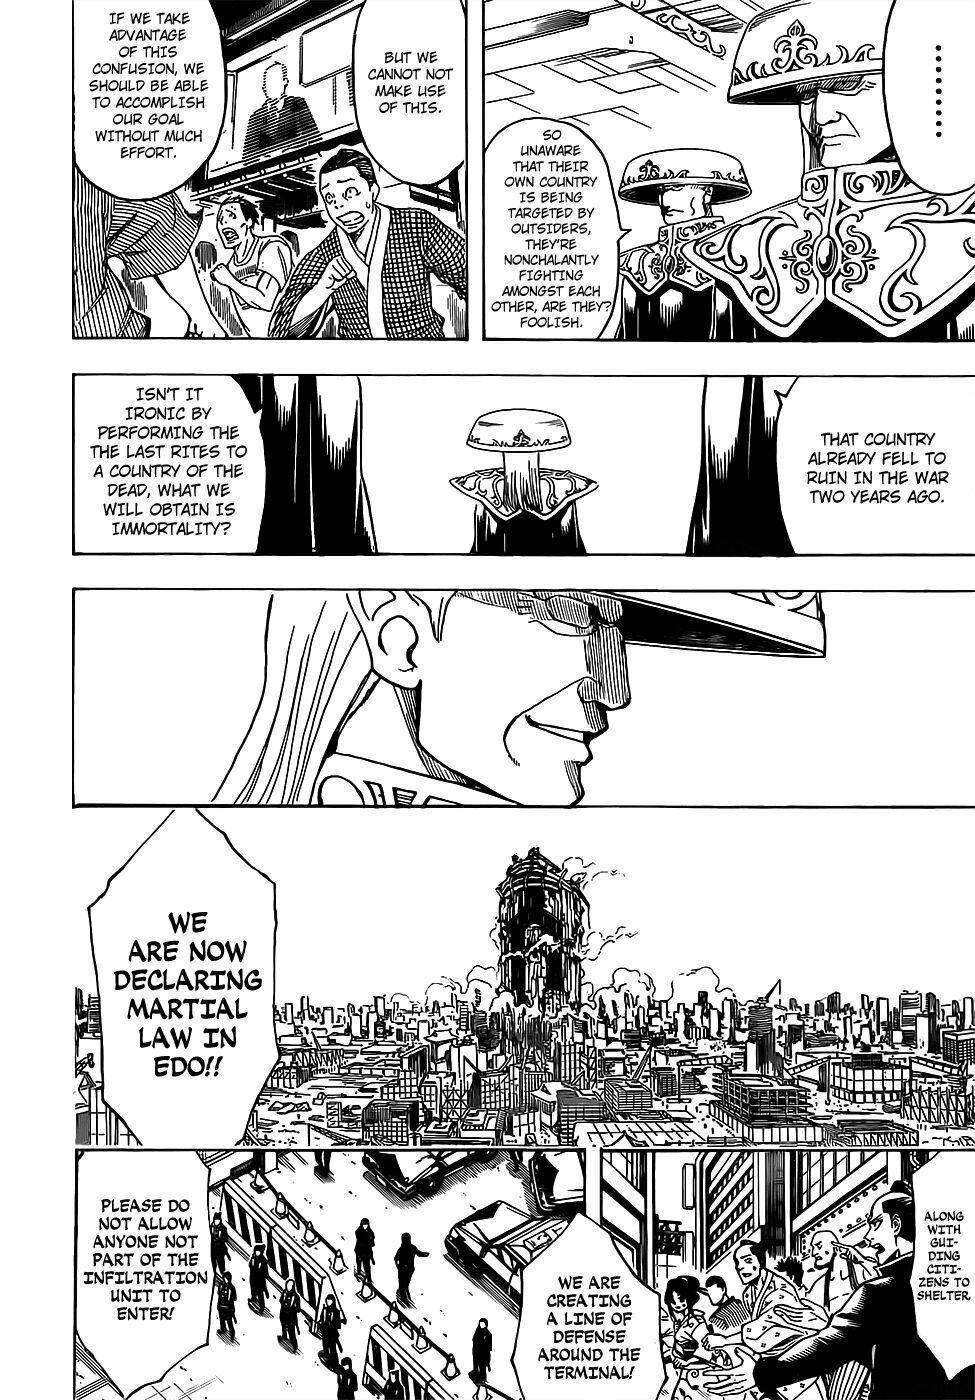 .........
SO
UNAWARE
THAT THEIR
OWN COUNTRY
IS BEING
TARGETED BY
OUTSIDERS,
THEY'RE
NONCHALANTLY
FIGHTING
AMONGST EACH
OTHER, ARE THEY?
FOOLISH.
BUT WE
CANNOT NOT
MAKE USE
OF THIS.
IF WE TAKE
ADVANTAGE
OF THIS
CONFUSION, WE
SHOULD BE ABLE
TO ACCOMPLISH
OUR GOAL
WITHOUT MUCH
EFFORT.
THAT COUNTRY
ALREADY FELL TO
RUIN IN THE WAR
TWO YEARS AGO.
ISN'T IT
IRONIC BY
PERFORMING THE
THE LAST RITES TO
A COUNTRY OF THE
DEAD, WHAT WE
WILL OBTAIN IS
IMMORTALITY?
WE
ARE NOW
DECLARING
MARTIAL
LAW IN
EDO!!
ALONG
WITH
GUI-
DING
CITI-
ZENS TO
SHELTER,
WE ARE
CREATING
A LINE OF
DEFENSE
AROUND THE
TERMINAL!
PLEASE DO
NOT ALLOW
ANYONE NOT
PART OF THE
INFILTRATION
UNIT TO
ENTER!